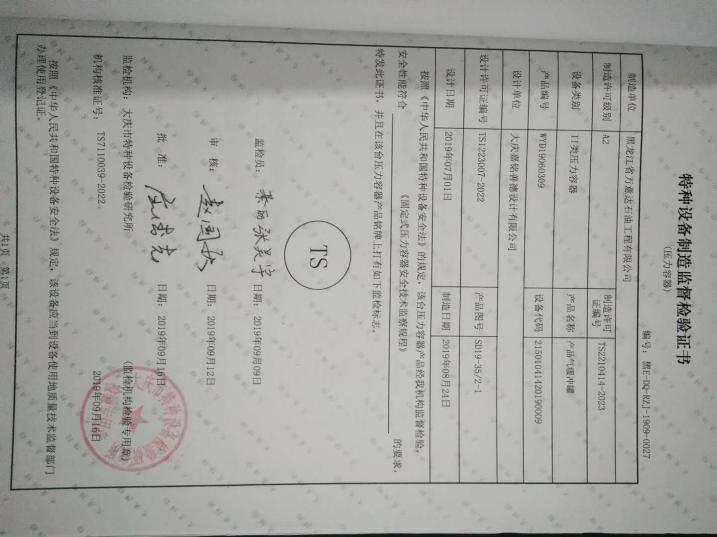 特种设备制造监督检验证书
(压力容器)
编号: 黑E-DQ-RZJ-1909-0027
制造单位 黑龙江省万意达石油工程有限公司
制造许可级别 A2 制造许可证编号 TS2210414-2023
设备类别 II类压力容器 产品名称 产品气缓冲罐
产品编号 WYD19060309 设备代码 21501041420190009
设计单位 大庆嘉铭善德设计有限公司
设计许可证编号 TS1223007-2022 产品图号 SD19-35/2-1
设计日期 2019年07月01日 制造日期 2019年08月24日
按照《中华人民共和国特种设备安全法》的规定, 该台压力容器产品经我机构监督检验,
安全性能符合 《固定式压力容器安全技术监察规程》 的要求,
特发此证书, 并且在该台压力容器产品铭牌上打有如下监检标志。
TS
监检员: 日期: 2019年09月09日
审 核: 日期: 2019年09月12日
批 准: 日期: 2019年09月16日
监检机构: 大庆市特种设备检验研究所 (监检机构检验专用章)
机构核准证号: TS7110039-2022 2019年09月16日
按照《中华人民共和国特种设备安全法》规定, 该设备应当到设备使用地质量技术监督部门
办理使用登记证。
共1页 第1页